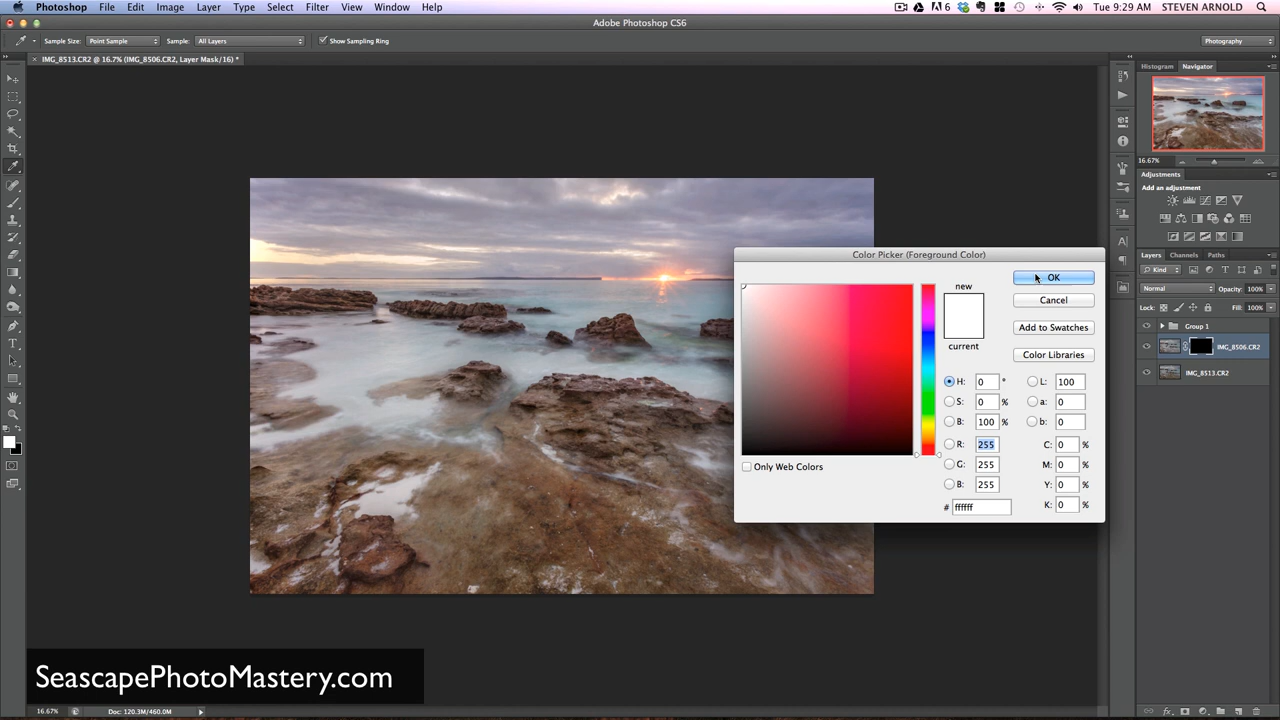 Photoshop File Edit Image Layer Type Select Filter View Window Help 6 Tue 9:29 AM STEVEN ARNOLD
Adobe Photoshop CS6
Sample Size: Point Sample Sample: All Layers Show Sampling Ring Photography
× IMG_8513.CR2 @ 16.7% (IMG_8506.CR2, Layer Mask/16) *
Histogram Navigator
16.67%
Adjustments
Add an adjustment
Layers Channels Paths
Kind
Normal Opacity: 100%
Lock: Fill: 100%
Group 1
IMG_8506.CR2
IMG_8513.CR2
Color Picker (Foreground Color)
new
current
OK
Cancel
Add to Swatches
Color Libraries
H: 0 ° L: 100
S: 0 % a: 0
B: 100 % b: 0
R: 255 C: 0 %
G: 255 M: 0 %
B: 255 Y: 0 %
# ffffff K: 0 %
Only Web Colors
SeascapePhotoMastery.com
16.67% Doc: 120.3M/460.0M